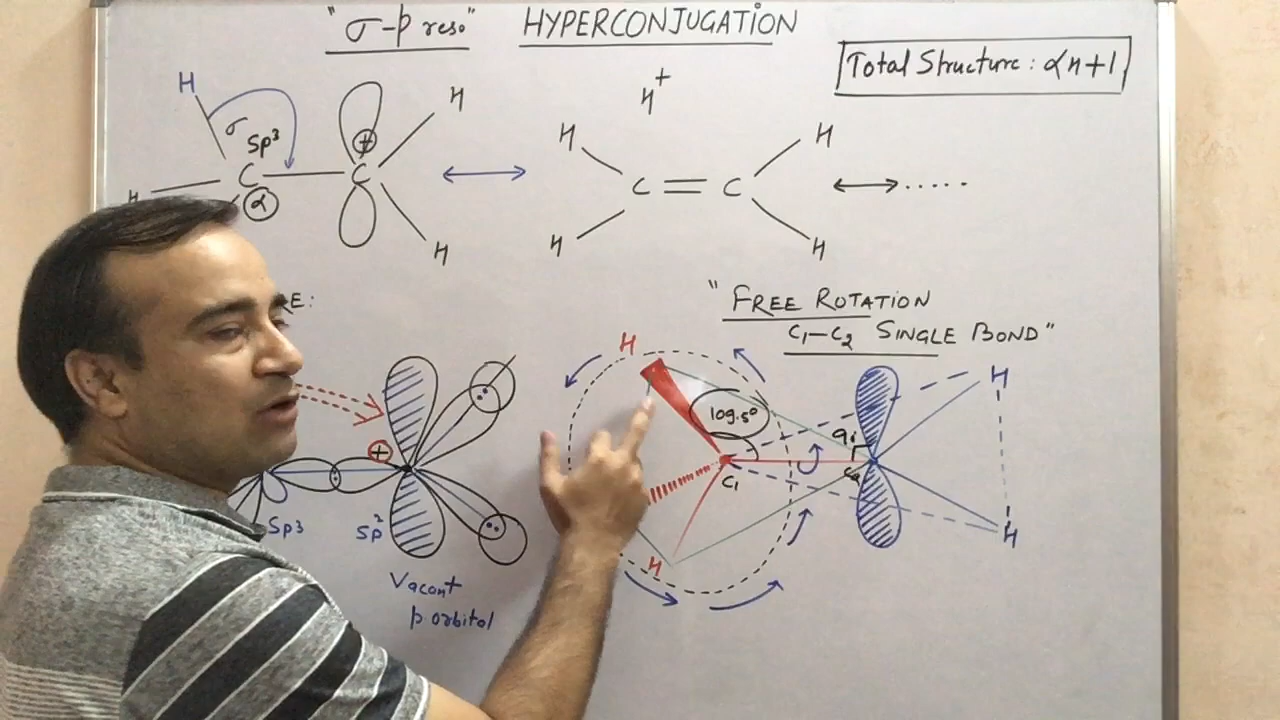 "σ-p reso" HYPERCONJUGATION
Total Structure: αH+1
H
σ
sp³
C
α
+
C
H
H
H
H⁺
H
H
C = C
H
H
H
.....
E:
"FREE ROTATION
C₁-C₂ SINGLE BOND"
H
109.5°
90°
H
+
C₁
C₂
Sp3
sp²
H
H
Vacant
p orbital